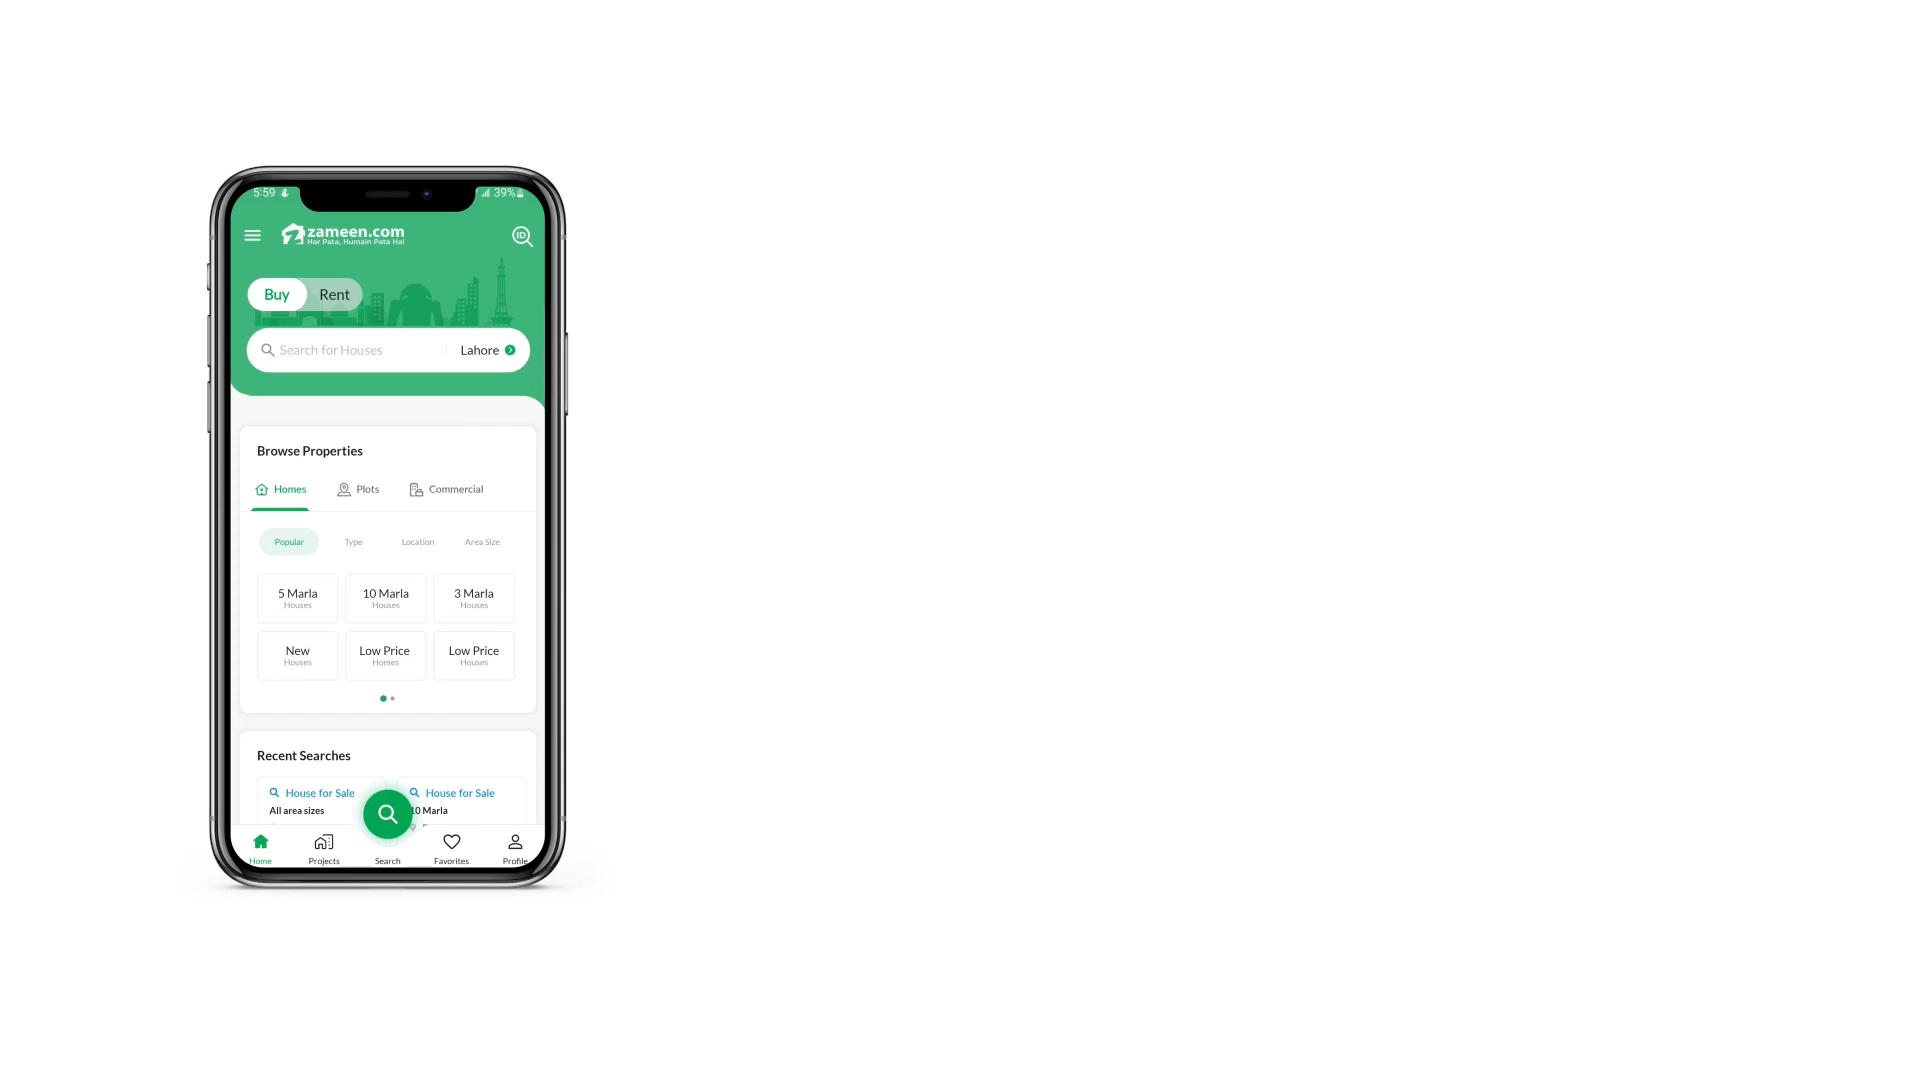 5:59
39%
zameen.com
Har Pata, Humain Pata Hai
ID
Buy Rent
Search for Houses Lahore
Browse Properties
Homes Plots Commercial
Popular Type Location Area Size
5 Marla 10 Marla 3 Marla
Houses Houses Houses
New Low Price Low Price
Houses Homes Houses
Recent Searches
House for Sale House for Sale
All area sizes 10 Marla
Home Projects Search Favorites Profile